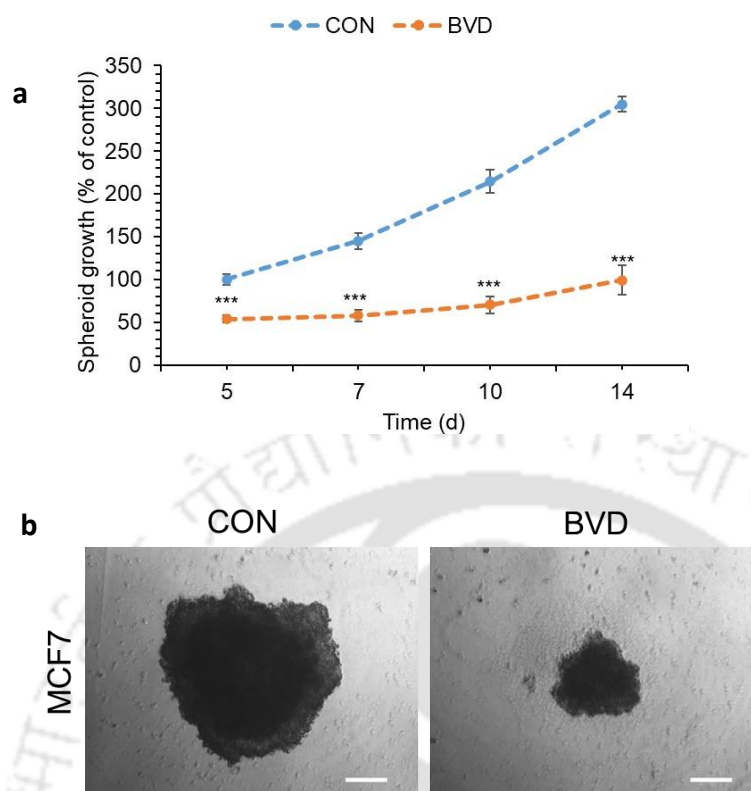 CON BVD
a
Spheroid growth (% of control)
350
300
250
200
150
100
50
0
***
***
***
***
5 7 10 14
Time (d)
b
CON BVD
MCF7